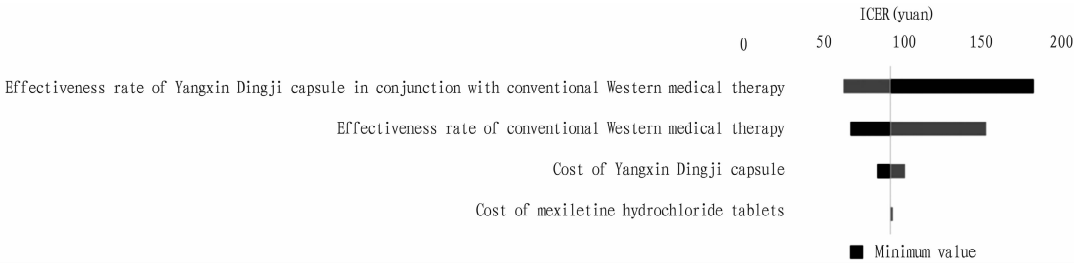 ICER(yuan)
0 50 100 150 200
Effectiveness rate of Yangxin Dingji capsule in conjunction with conventional Western medical therapy
Effectiveness rate of conventional Western medical therapy
Cost of Yangxin Dingji capsule
Cost of mexiletine hydrochloride tablets
Minimum value